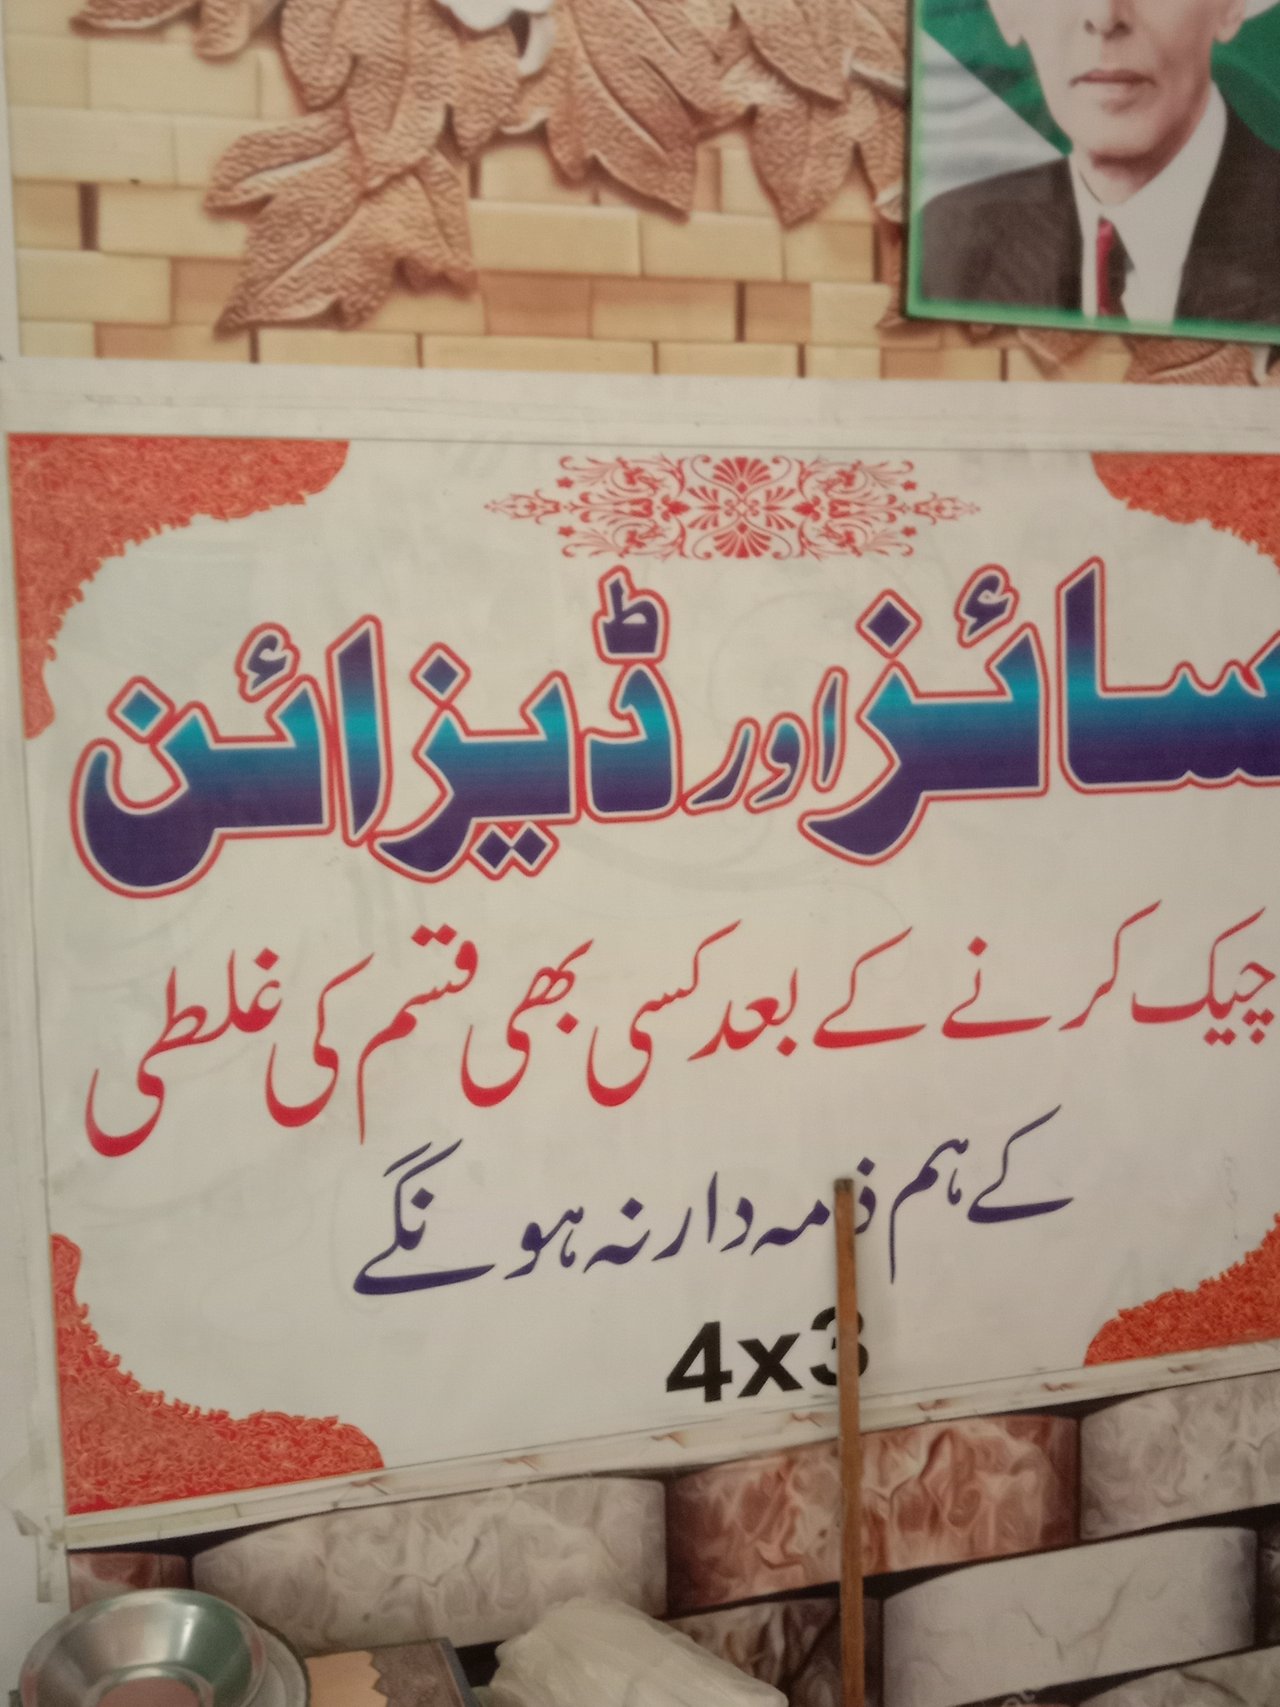 سائز اور ڈیزائن
چیک کرنے کے بعد کسی بھی قسم کی غلطی
کے ہم ذمہ دار نہ ہونگے
4x3